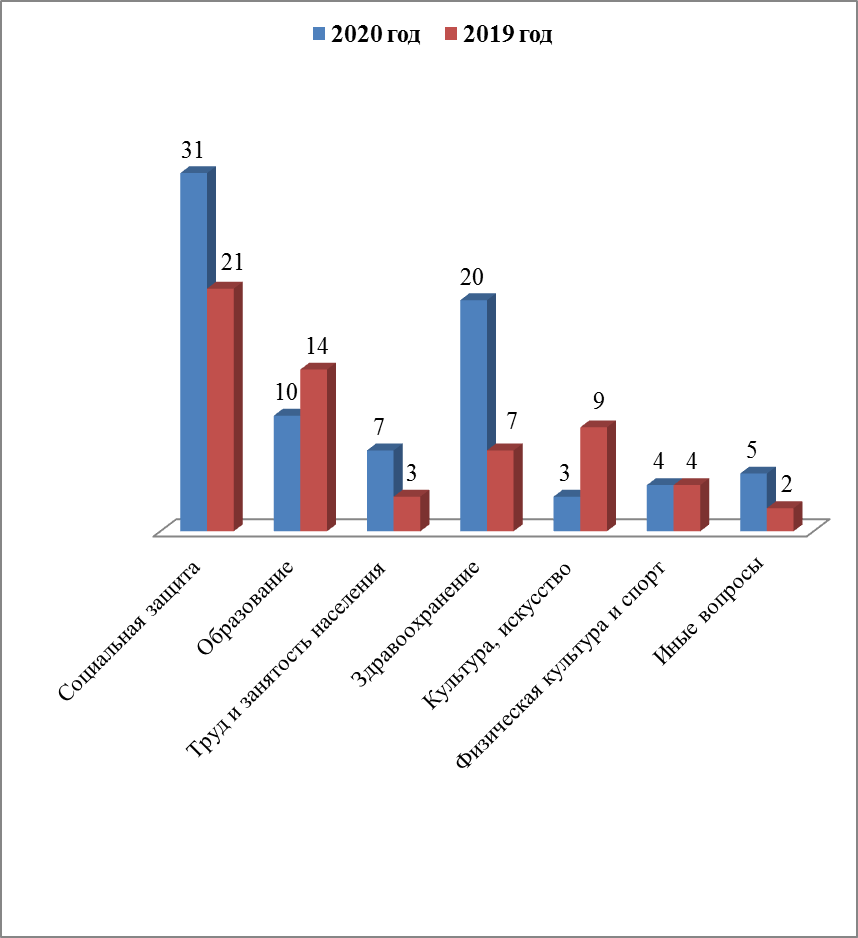 2020 год 2019 год
31
21
10
14
7
3
20
7
3
9
4
4
5
2
Социальная защита
Образование
Труд и занятость населения
Здравоохранение
Культура, искусство
Физическая культура и спорт
Иные вопросы